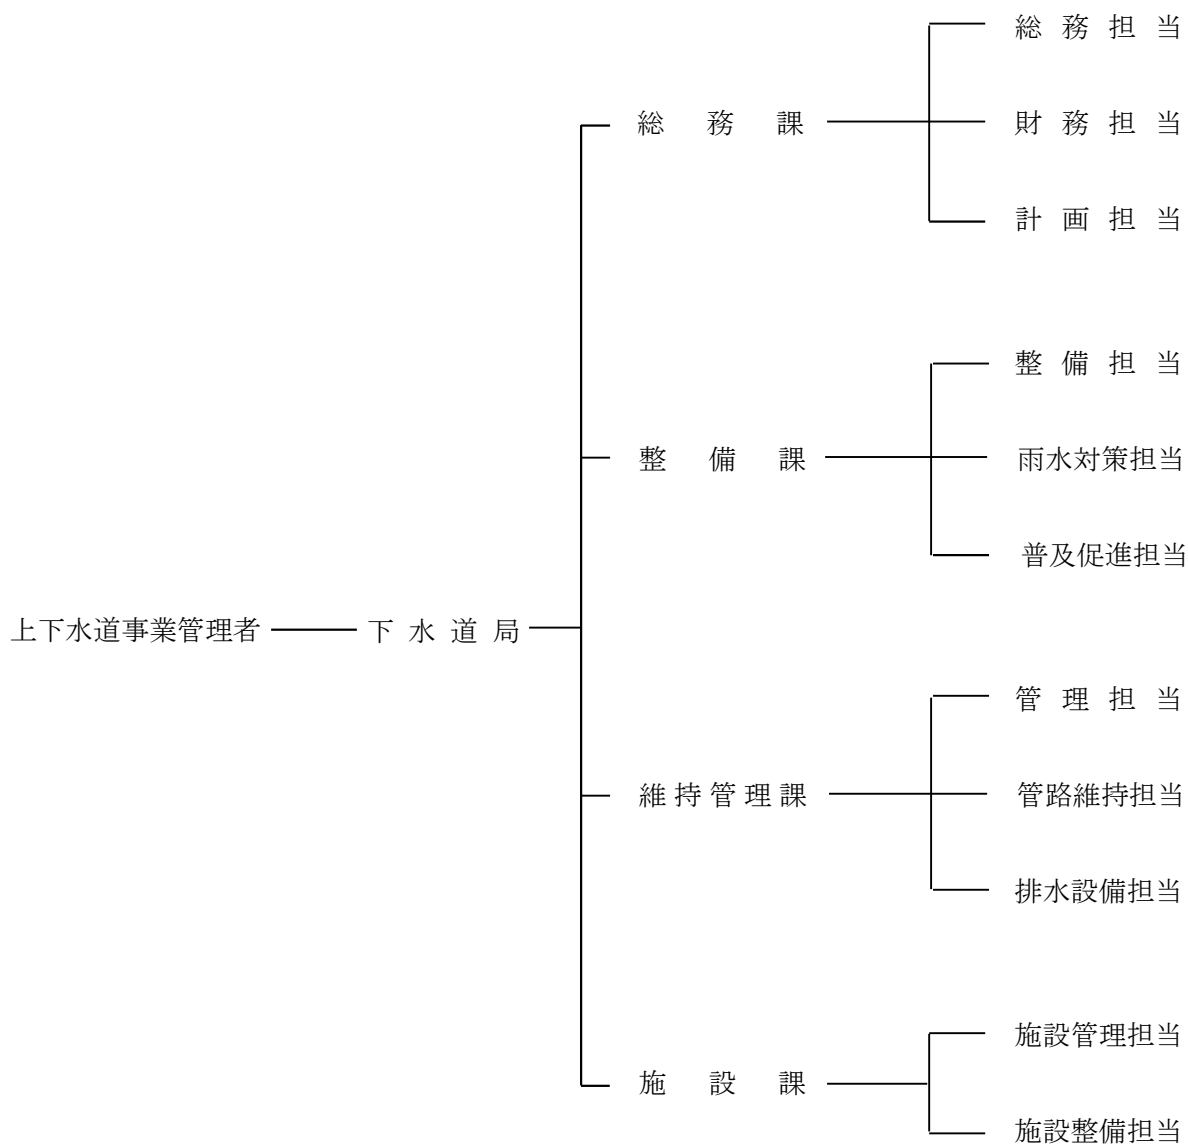 総務担当
総務課
財務担当
計画担当
整備担当
整備課
雨水対策担当
普及促進担当
上下水道事業管理者
下水道局
管理担当
維持管理課
管路維持担当
排水設備担当
施設管理担当
施設課
施設整備担当